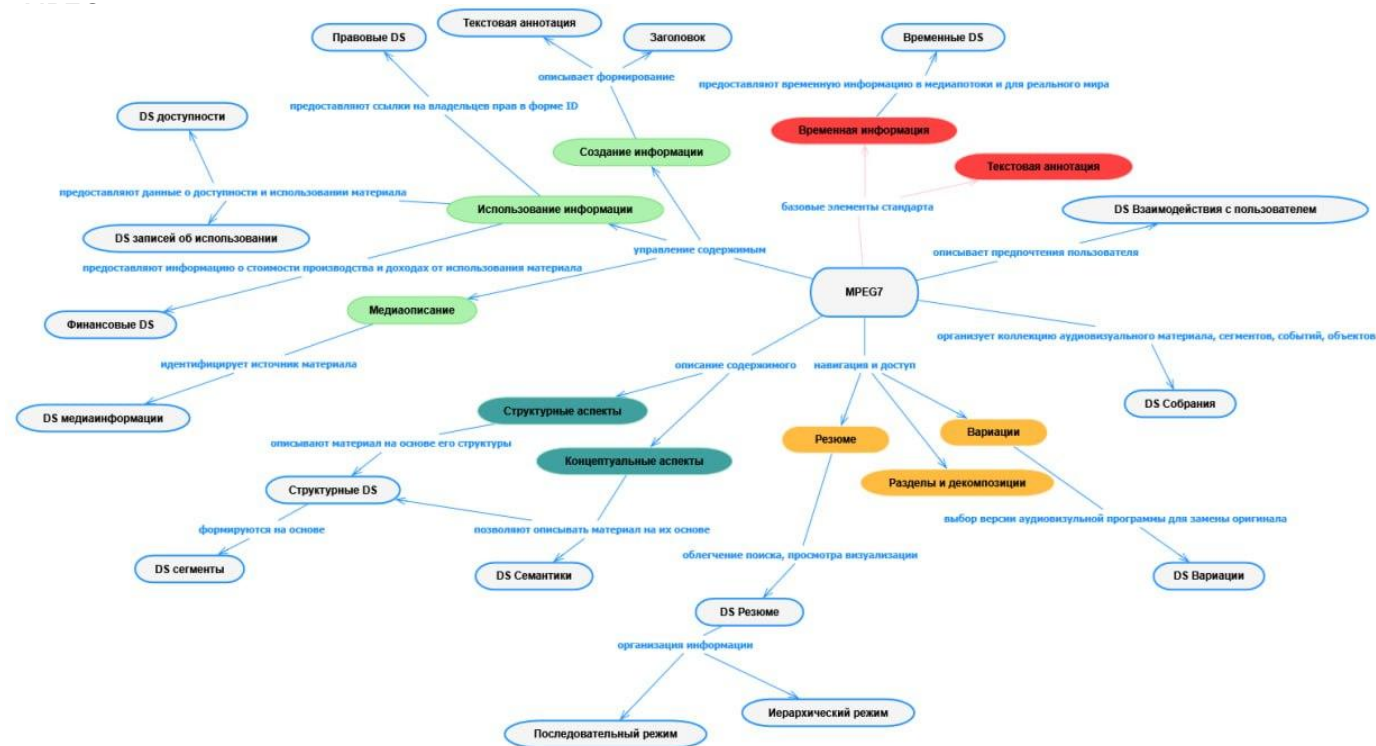 Текстовая аннотация
Заголовок
Правовые DS
Временные DS
описывает формирование
предоставляют временную информацию в медиапотоки и для реального мира
предоставляют ссылки на владельцев прав в форме ID
DS доступности
Временная информация
Создание информации
Текстовая аннотация
предоставляют данные о доступности и использовании материала
Использование информации
базовые элементы стандарта
DS Взаимодействия с пользователем
DS записей об использовании
управление содержимым
описывает предпочтения пользователя
предоставляют информацию о стоимости производства и доходах от использования материала
MPEG7
Медиаописание
Финансовые DS
организует коллекцию аудиовизуального материала, сегментов, событий, объектов
идентифицирует источник материала
описание содержимого
навигация и доступ
DS медиаинформации
Структурные аспекты
DS Собрания
описывают материал на основе его структуры
Резюме
Вариации
Концептуальные аспекты
Разделы и декомпозиции
Структурные DS
выбор версии аудиовизульной программы для замены оригинала
формируются на основе
позволяют описывать материал на их основе
облегчение поиска, просмотра визуализации
DS сегменты
DS Семантики
DS Вариации
DS Резюме
организация информации
Иерархический режим
Последовательный режим